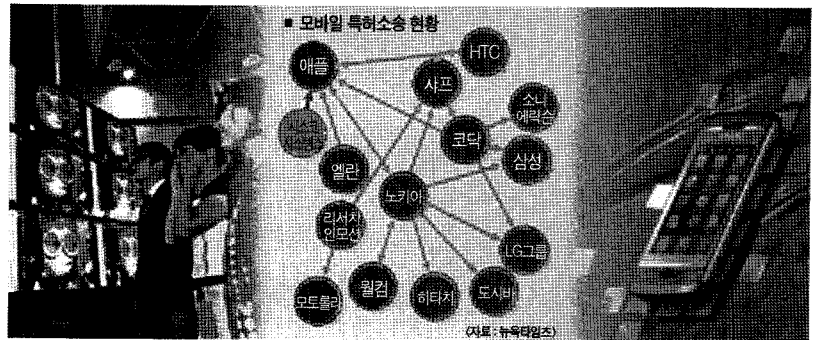 ■ 모바일 특허소송 현황
HTC
애플
샤프
소니
에릭슨
코닥
삼성
엘란
노키아
리서치
인모션
LG그룹
모토롤라
퀄컴
히타치
도시바
(자료 : 뉴욕타임즈)